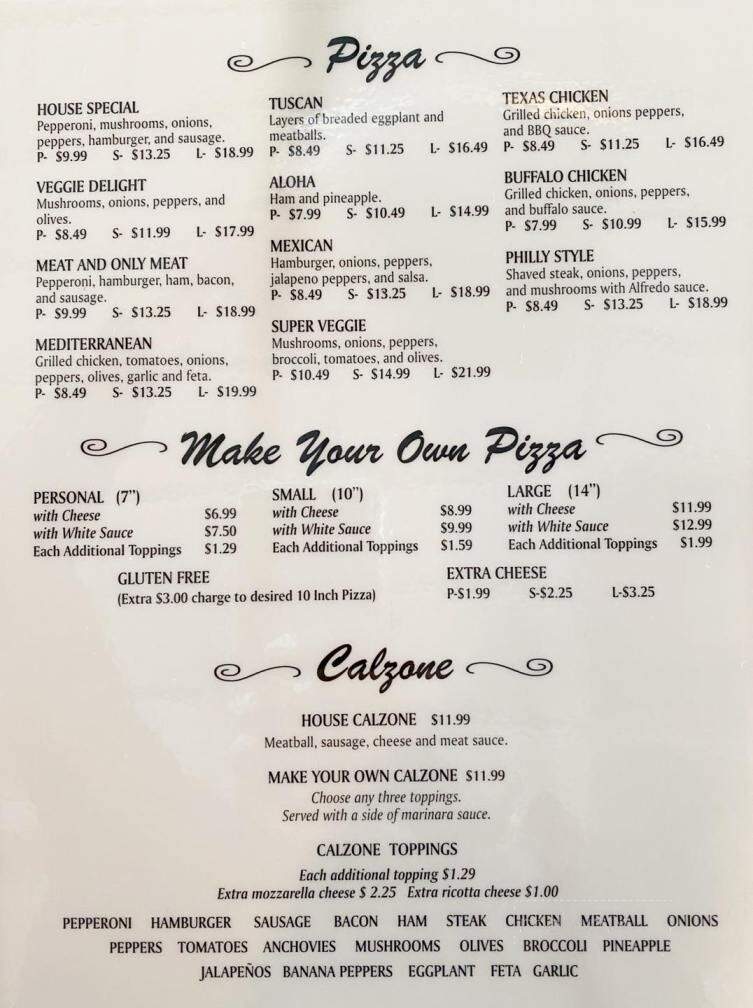 Pizza
HOUSE SPECIAL
Pepperoni, mushrooms, onions,
peppers, hamburger, and sausage.
P- $9.99 S- $13.25 L- $18.99
VEGGIE DELIGHT
Mushrooms, onions, peppers, and
olives.
P- $8.49 S- $11.99 L- $17.99
MEAT AND ONLY MEAT
Pepperoni, hamburger, ham, bacon,
and sausage.
P- $9.99 S- $13.25 L- $18.99
MEDITERRANEAN
Grilled chicken, tomatoes, onions,
peppers, olives, garlic and feta.
P- $8.49 S- $13.25 L- $19.99
TUSCAN
Layers of breaded eggplant and
meatballs.
P- $8.49 S- $11.25 L- $16.49
ALOHA
Ham and pineapple.
P- $7.99 S- $10.49 L- $14.99
MEXICAN
Hamburger, onions, peppers,
jalapeno peppers, and salsa.
P- $8.49 S- $13.25 L- $18.99
SUPER VEGGIE
Mushrooms, onions, peppers,
broccoli, tomatoes, and olives.
P- $10.49 S- $14.99 L- $21.99
TEXAS CHICKEN
Grilled chicken, onions peppers,
and BBQ sauce.
P- $8.49 S- $11.25 L- $16.49
BUFFALO CHICKEN
Grilled chicken, onions, peppers,
and buffalo sauce.
P- $7.99 S- $10.99 L- $15.99
PHILLY STYLE
Shaved steak, onions, peppers,
and mushrooms with Alfredo sauce.
P- $8.49 S- $13.25 L- $18.99
Make Your Own Pizza
PERSONAL (7”)
with Cheese $6.99
with White Sauce $7.50
Each Additional Toppings $1.29
SMALL (10”)
with Cheese $8.99
with White Sauce $9.99
Each Additional Toppings $1.59
LARGE (14”)
with Cheese $11.99
with White Sauce $12.99
Each Additional Toppings $1.99
GLUTEN FREE
(Extra $3.00 charge to desired 10 Inch Pizza)
EXTRA CHEESE
P-$1.99 S-$2.25 L-$3.25
Calzone
HOUSE CALZONE $11.99
Meatball, sausage, cheese and meat sauce.
MAKE YOUR OWN CALZONE $11.99
Choose any three toppings.
Served with a side of marinara sauce.
CALZONE TOPPINGS
Each additional topping $1.29
Extra mozzarella cheese $ 2.25 Extra ricotta cheese $1.00
PEPPERONI HAMBURGER SAUSAGE BACON HAM STEAK CHICKEN MEATBALL ONIONS
PEPPERS TOMATOES ANCHOVIES MUSHROOMS OLIVES BROCCOLI PINEAPPLE
JALAPEÑOS BANANA PEPPERS EGGPLANT FETA GARLIC